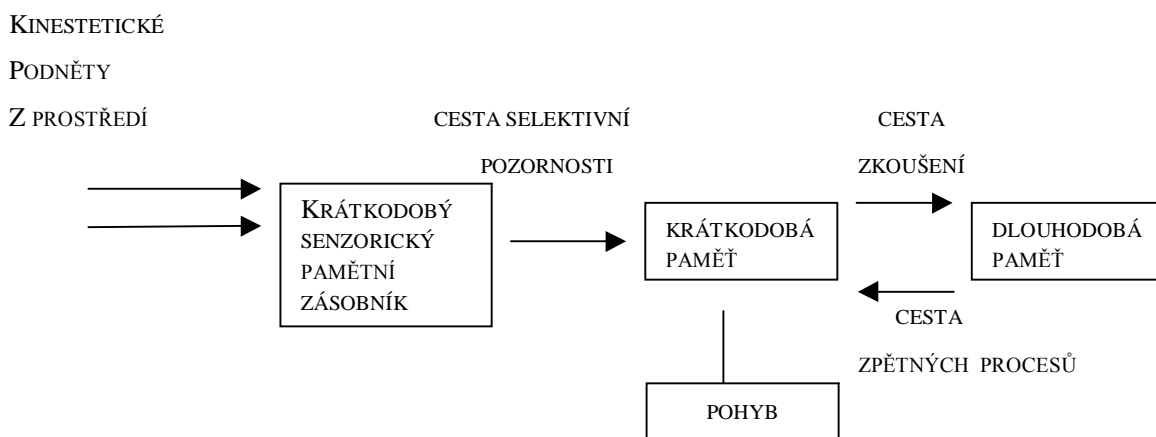 KINESTETICKÉ
PODNĚTY
Z PROSTŘEDÍ
CESTA SELEKTIVNÍ
POZORNOSTI
CESTA
ZKOUŠENÍ
KRÁTKODOBÝ
SENZORICKÝ
PAMĚTNÍ
ZÁSOBNÍK
KRÁTKODOBÁ
PAMĚŤ
DLOUHODOBÁ
PAMĚŤ
CESTA
ZPĚTNÝCH PROCESŮ
POHYB